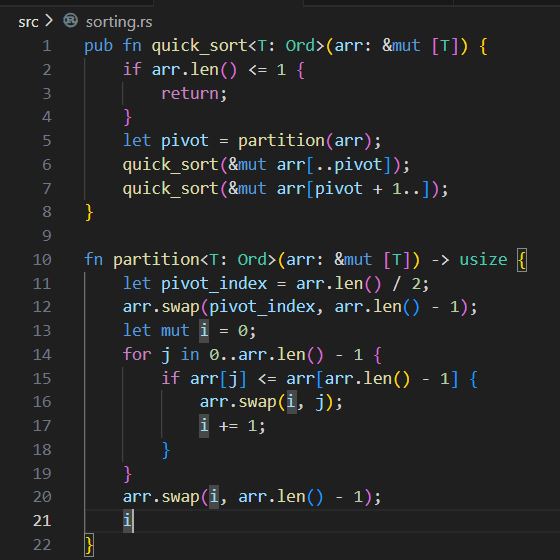 src > sorting.rs
1 pub fn quick_sort<T: Ord>(arr: &mut [T]) {
2     if arr.len() <= 1 {
3         return;
4     }
5     let pivot = partition(arr);
6     quick_sort(&mut arr[..pivot]);
7     quick_sort(&mut arr[pivot + 1..]);
8 }
9
10 fn partition<T: Ord>(arr: &mut [T]) -> usize {
11     let pivot_index = arr.len() / 2;
12     arr.swap(pivot_index, arr.len() - 1);
13     let mut i = 0;
14     for j in 0..arr.len() - 1 {
15         if arr[j] <= arr[arr.len() - 1] {
16             arr.swap(i, j);
17             i += 1;
18         }
19     }
20     arr.swap(i, arr.len() - 1);
21     i
22 }